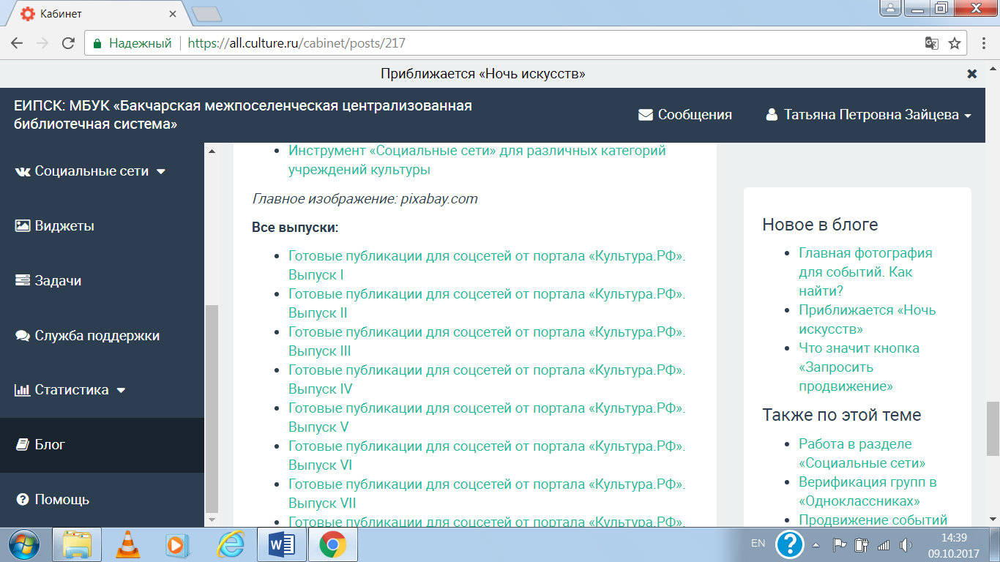 Кабинет
Надежный
https://all.culture.ru/cabinet/posts/217
Приближается «Ночь искусств»
ЕИПСК: МБУК «Бакчарская межпоселенческая централизованная
библиотечная система»
Сообщения
Татьяна Петровна Зайцева
Социальные сети
Виджеты
Задачи
Служба поддержки
Статистика
Блог
Помощь
Инструмент «Социальные сети» для различных категорий
учреждений культуры
Главное изображение: pixabay.com
Все выпуски:
Готовые публикации для соцсетей от портала «Культура.РФ».
Выпуск I
Готовые публикации для соцсетей от портала «Культура.РФ».
Выпуск II
Готовые публикации для соцсетей от портала «Культура.РФ».
Выпуск III
Готовые публикации для соцсетей от портала «Культура.РФ».
Выпуск IV
Готовые публикации для соцсетей от портала «Культура.РФ».
Выпуск V
Готовые публикации для соцсетей от портала «Культура.РФ».
Выпуск VI
Готовые публикации для соцсетей от портала «Культура.РФ».
Выпуск VII
Готовые публикации для соцсетей от портала «Культура.РФ».
Новое в блоге
Главная фотография
для событий. Как
найти?
Приближается «Ночь
искусств»
Что значит кнопка
«Запросить
продвижение»
Также по этой теме
Работа в разделе
«Социальные сети»
Верификация групп в
«Одноклассниках»
Продвижение событий
EN
14:39
09.10.2017